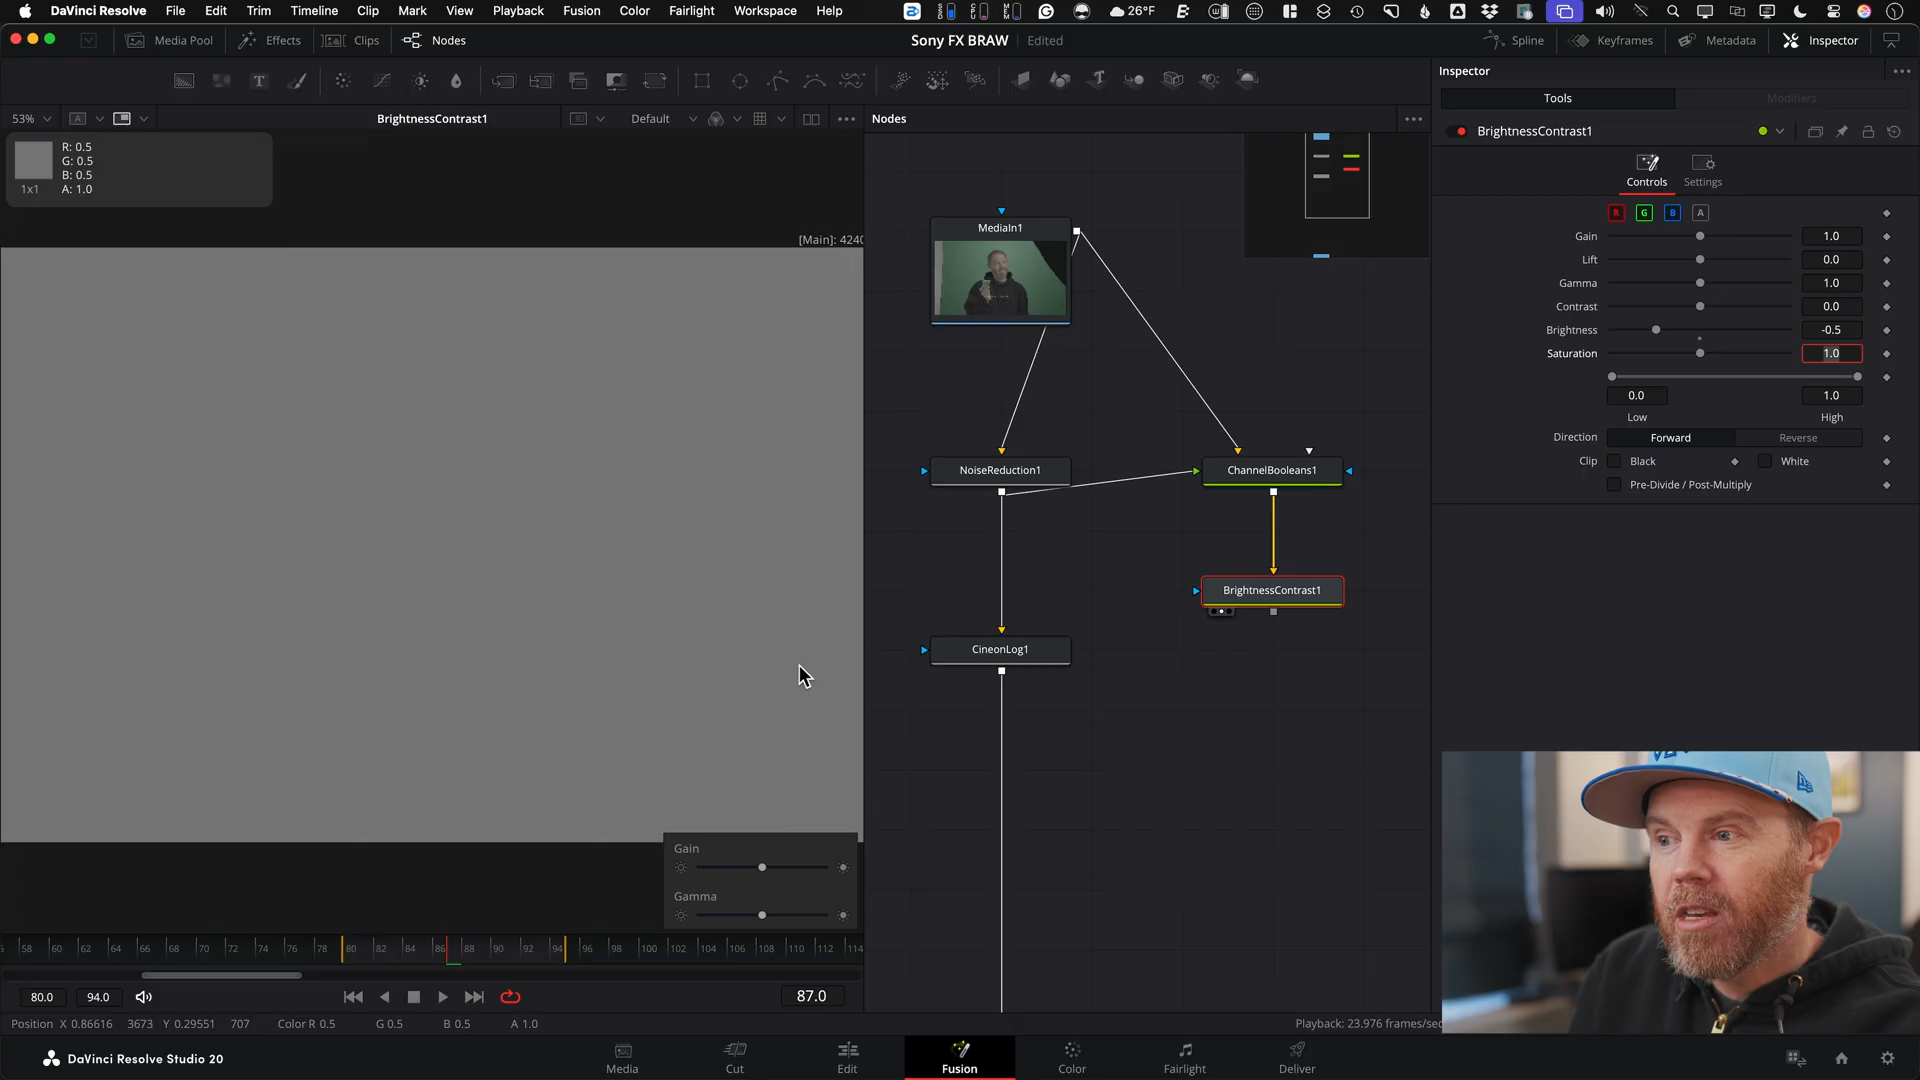 DaVinci Resolve File Edit Trim Timeline Clip Mark View Playback Fusion Color Fairlight Workspace Help 26°F
Media Pool Effects Clips Nodes Sony FX BRAW Edited Spline Keyframes Metadata Inspector
Inspector
Tools Modifiers
53% A BrightnessContrast1 Default Nodes
BrightnessContrast1
R: 0.5
G: 0.5
B: 0.5
A: 1.0
1x1
[Main]: 4240
Controls Settings
R G B A
Gain 1.0
Lift 0.0
Gamma 1.0
Contrast 0.0
Brightness -0.5
Saturation 1.0
0.0 1.0
Low High
Direction Forward Reverse
Clip Black White
Pre-Divide / Post-Multiply
MediaIn1
NoiseReduction1
ChannelBooleans1
BrightnessContrast1
CineonLog1
Gain
Gamma
58 60 62 64 66 68 70 72 74 76 78 80 82 84 86 88 90 92 94 96 98 100 102 104 106 108 110 112 114
80.0 94.0 87.0
Position X 0.86616 3673 Y 0.29551 707 Color R 0.5 G 0.5 B 0.5 A 1.0 Playback: 23.976 frames/sec
DaVinci Resolve Studio 20
Media Cut Edit Fusion Color Fairlight Deliver